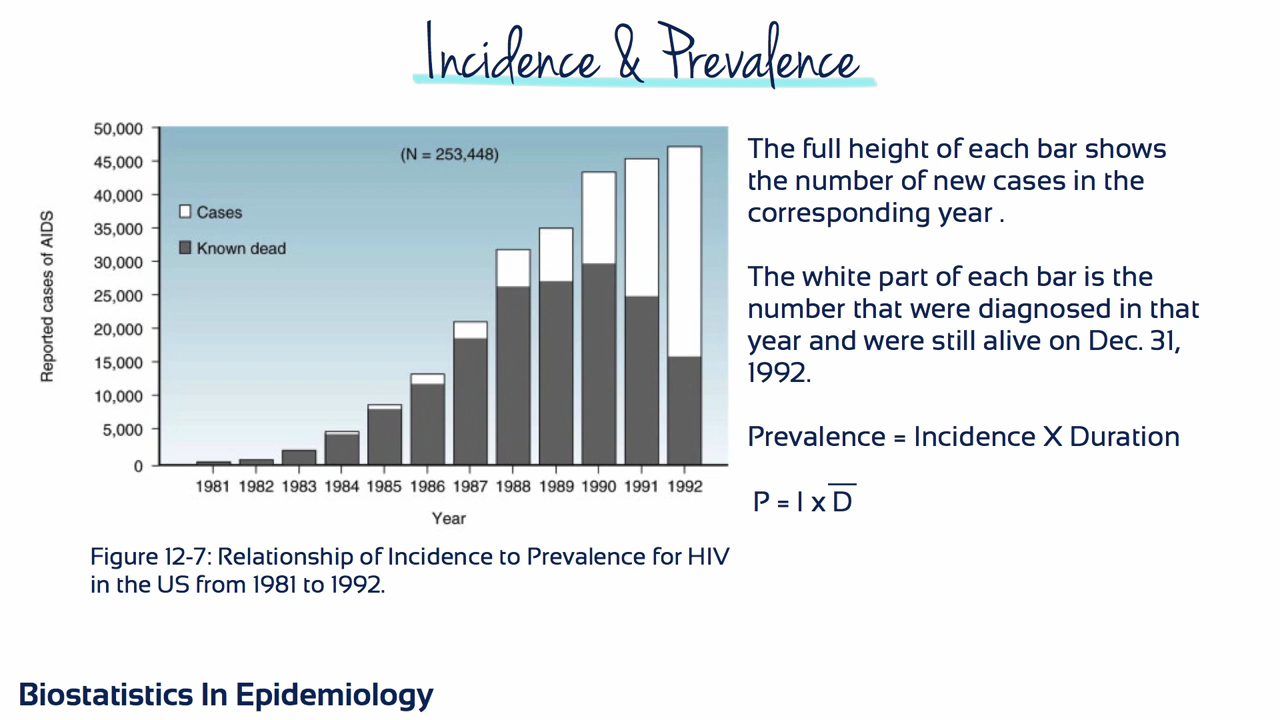 Incidence & Prevalence
50,000
45,000
40,000
35,000
30,000
25,000
20,000
15,000
10,000
5,000
0
Reported cases of AIDS
(N = 253,448)
Cases
Known dead
1981 1982 1983 1984 1985 1986 1987 1988 1989 1990 1991 1992
Year
Figure 12-7: Relationship of Incidence to Prevalence for HIV
in the US from 1981 to 1992.
The full height of each bar shows
the number of new cases in the
corresponding year .
The white part of each bar is the
number that were diagnosed in that
year and were still alive on Dec. 31,
1992.
Prevalence = Incidence X Duration
P = I x D̅
Biostatistics In Epidemiology